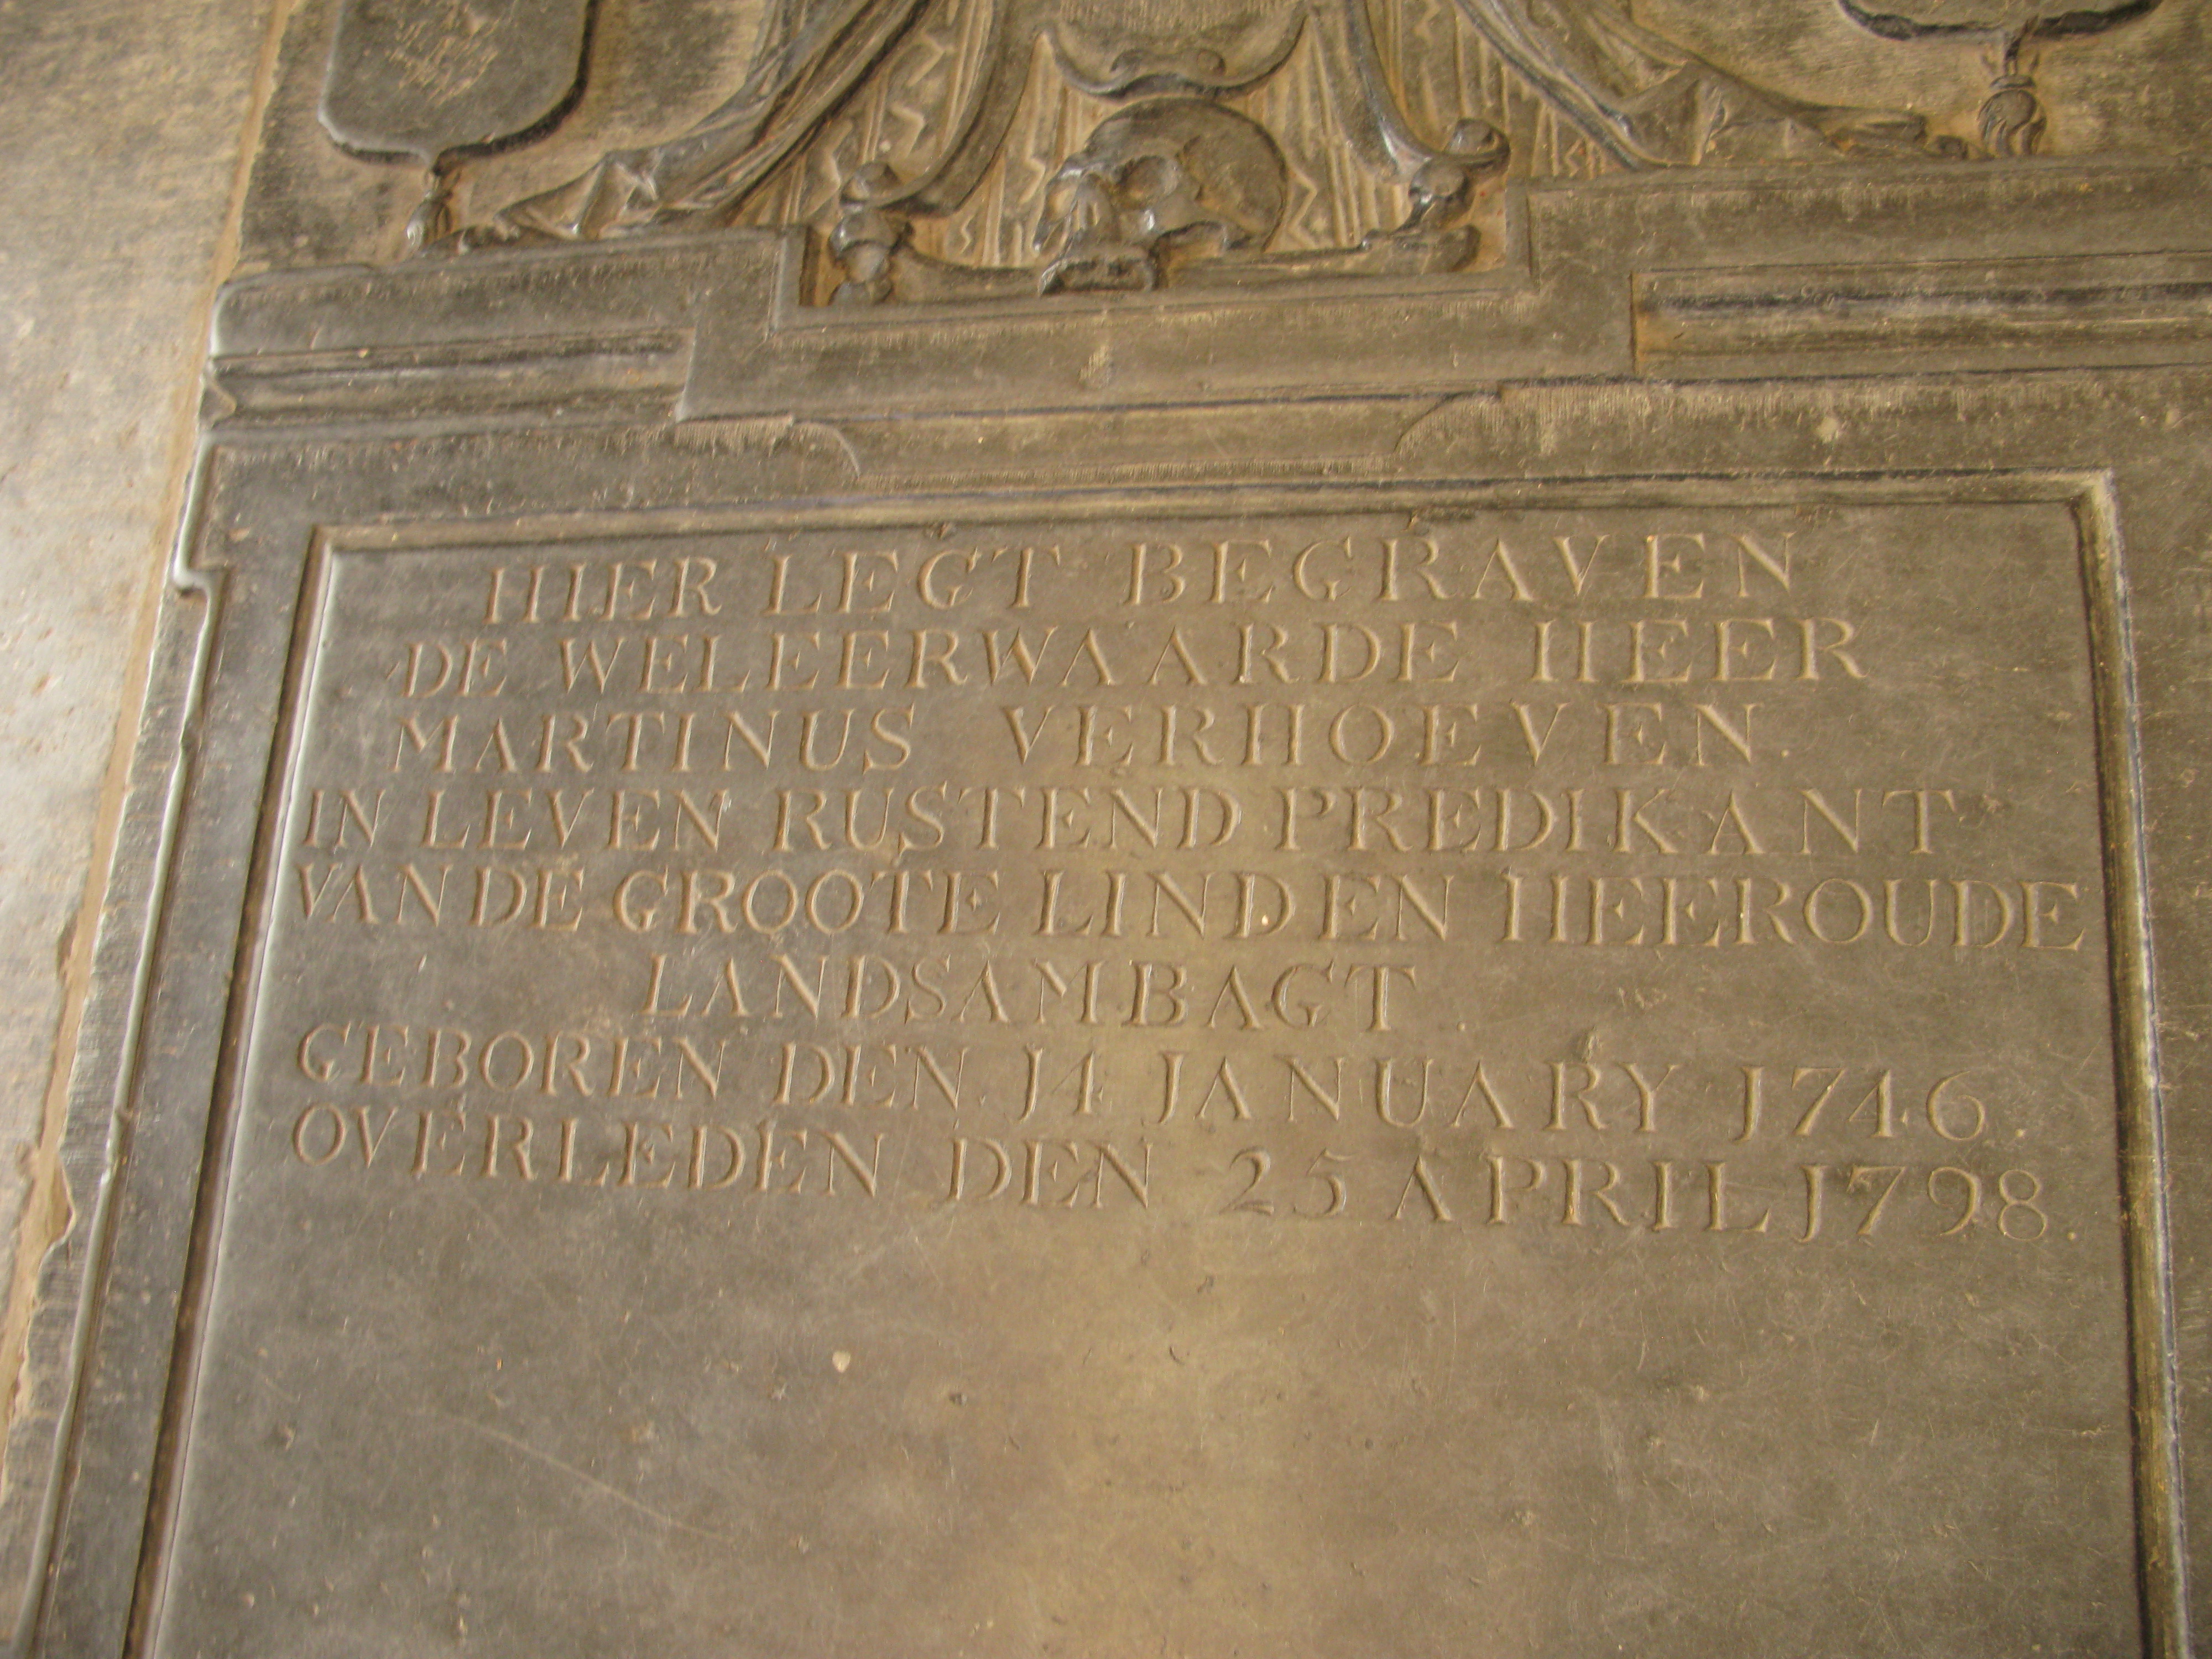 HIER LEGT BEGRAVEN
DE WELEERWAARDE HEER
MARTINUS VERHOEVEN.
IN LEVEN RUSTEND PREDIKANT
VAN DE GROOTE LINDEN HEEROUDE
LANDSAMBAGT.
GEBOREN DEN 14 JANUARY 1746.
OVERLEDEN DEN 25 APRIL 1798.